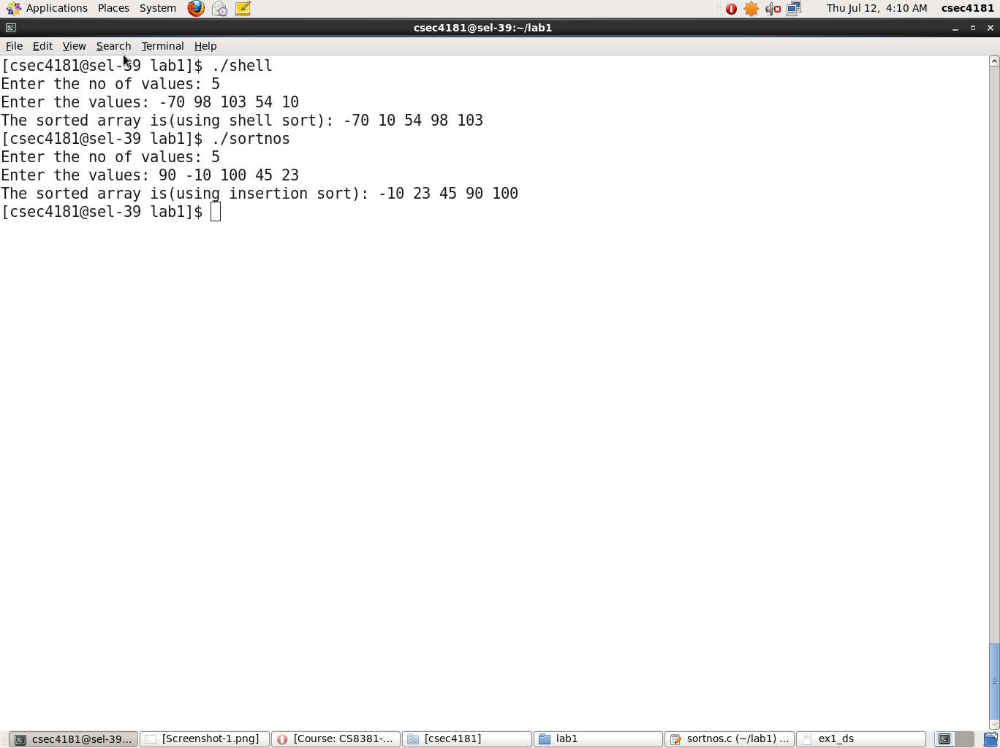 Applications Places System Thu Jul 12, 4:10 AM csec4181
csec4181@sel-39:~/lab1
File Edit View Search Terminal Help
[csec4181@sel-39 lab1]$ ./shell
Enter the no of values: 5
Enter the values: -70 98 103 54 10
The sorted array is(using shell sort): -70 10 54 98 103
[csec4181@sel-39 lab1]$ ./sortnos
Enter the no of values: 5
Enter the values: 90 -10 100 45 23
The sorted array is(using insertion sort): -10 23 45 90 100
[csec4181@sel-39 lab1]$
csec4181@sel-39... [Screenshot-1.png] [Course: CS8381-... [csec4181] lab1 sortnos.c (~/lab1) ... ex1_ds